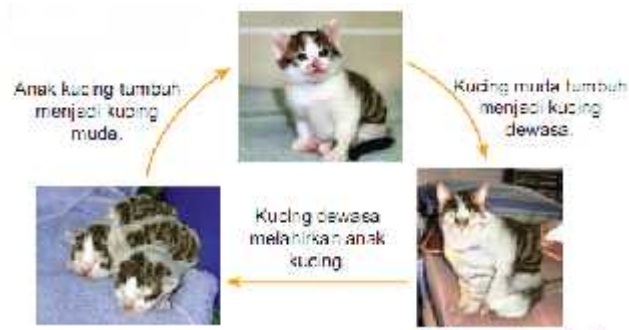 Anak kucing tumbuh
menjadi kucing
muda.
Kucing muda tumbuh
menjadi kucing
dewasa.
Kucing dewasa
melahirkan anak
kucing